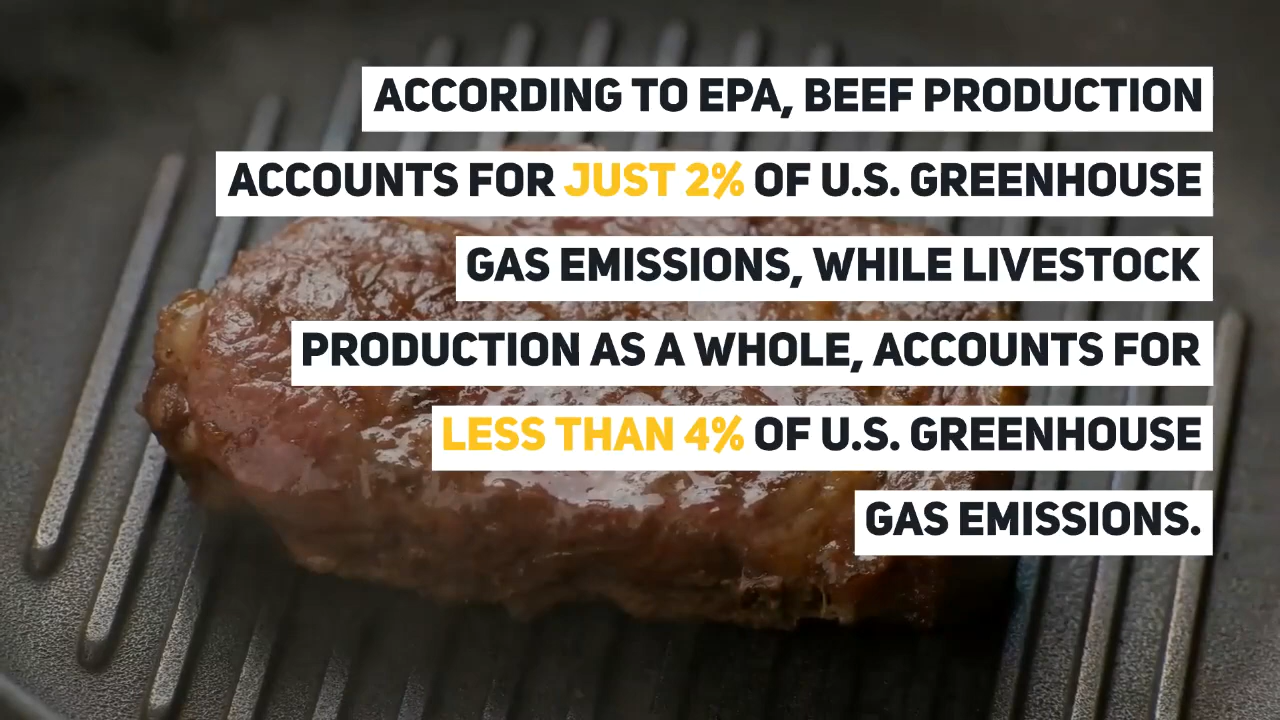 ACCORDING TO EPA, BEEF PRODUCTION
ACCOUNTS FOR JUST 2% OF U.S. GREENHOUSE
GAS EMISSIONS, WHILE LIVESTOCK
PRODUCTION AS A WHOLE, ACCOUNTS FOR
LESS THAN 4% OF U.S. GREENHOUSE
GAS EMISSIONS.